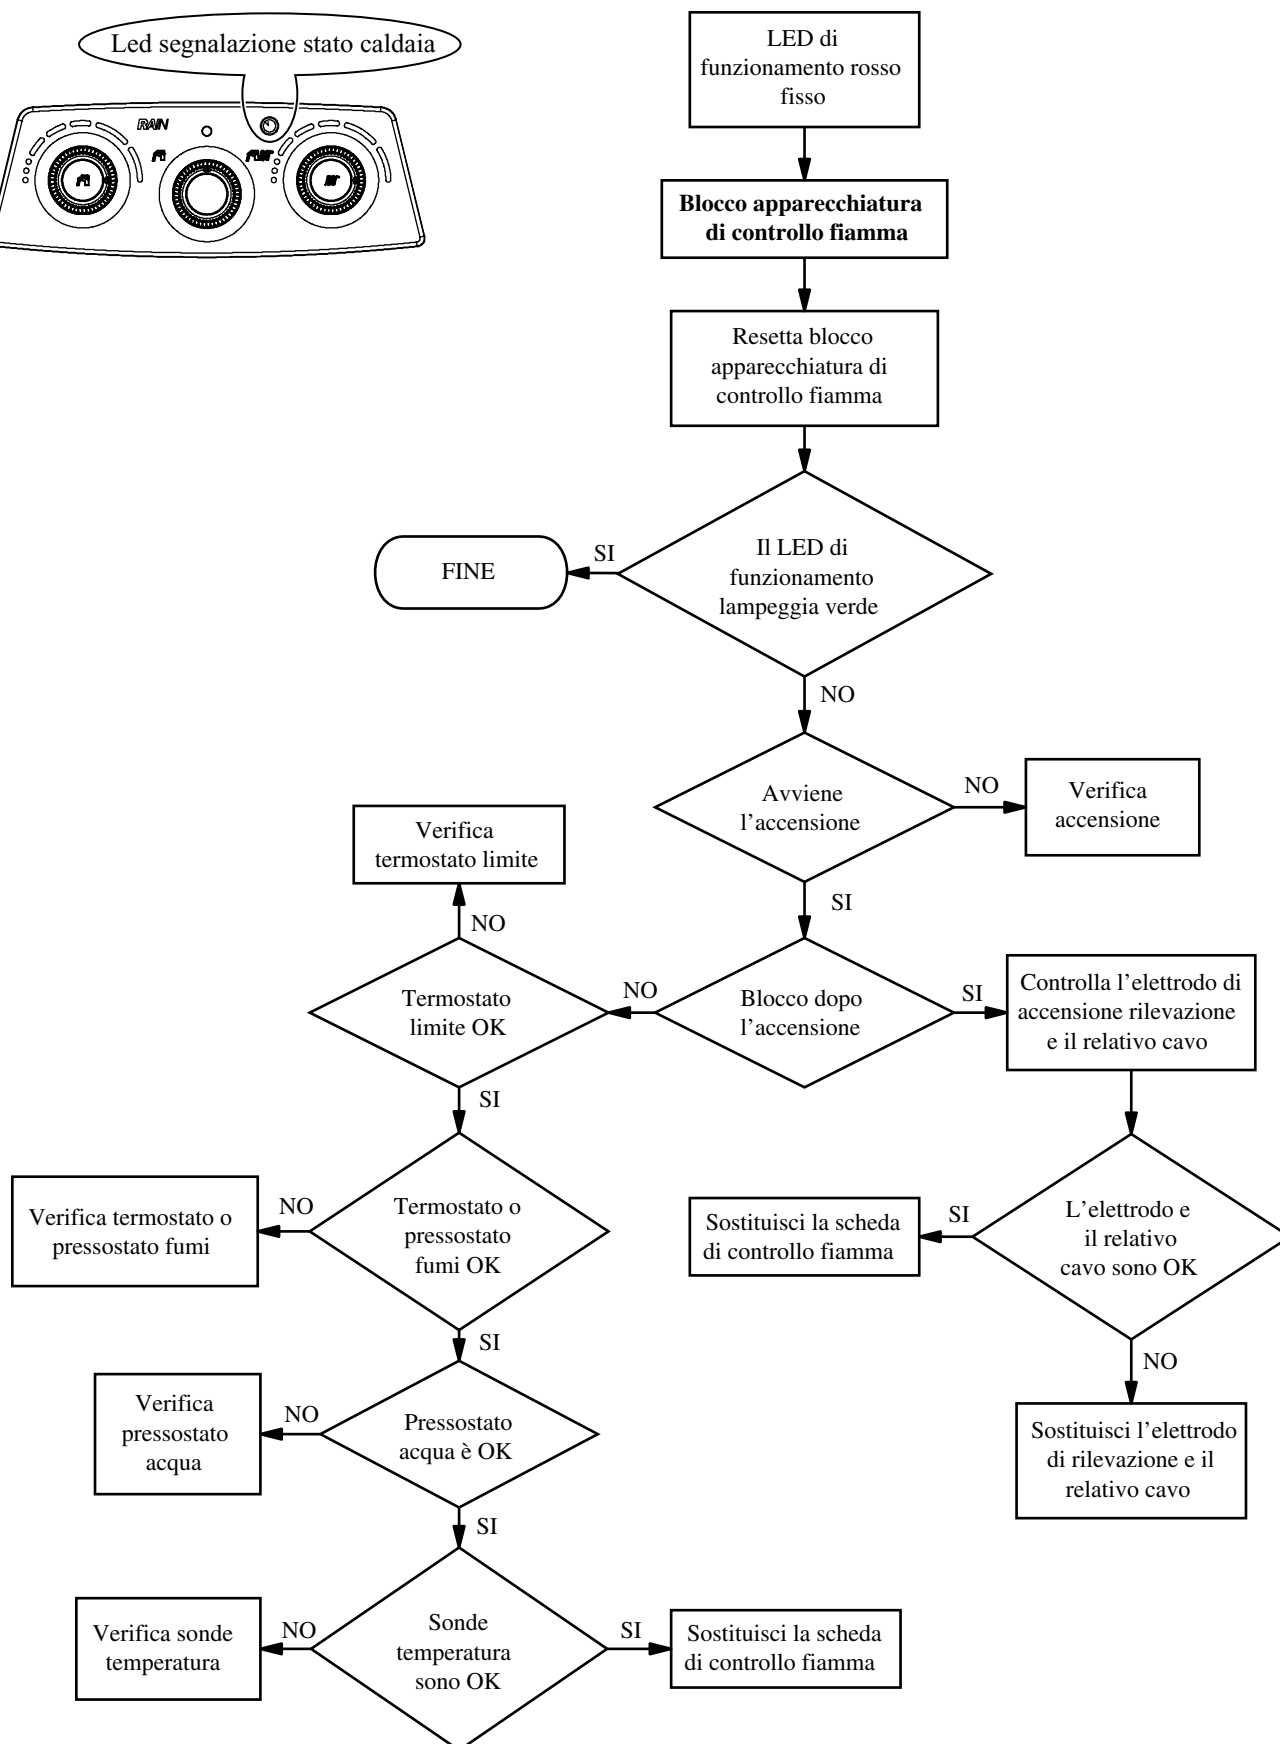 Led segnalazione stato caldaia
RAIN
LED di
funzionamento rosso
fisso
Blocco apparecchiatura
di controllo fiamma
Resetta blocco
apparecchiatura di
controllo fiamma
Il LED di
funzionamento
lampeggia verde
SI
FINE
NO
Avviene
l'accensione
NO
Verifica
accensione
SI
Verifica
termostato limite
NO
Termostato
limite OK
NO
Blocco dopo
l'accensione
SI
Controlla l'elettrodo di
accensione rilevazione
e il relativo cavo
SI
Termostato o
pressostato
fumi OK
NO
Verifica termostato o
pressostato fumi
Sostituisci la scheda
di controllo fiamma
SI
L'elettrodo e
il relativo
cavo sono OK
SI
NO
Verifica
pressostato
acqua
NO
Pressostato
acqua è OK
Sostituisci l'elettrodo
di rilevazione e il
relativo cavo
SI
Verifica sonde
temperatura
NO
Sonde
temperatura
sono OK
SI
Sostituisci la scheda
di controllo fiamma